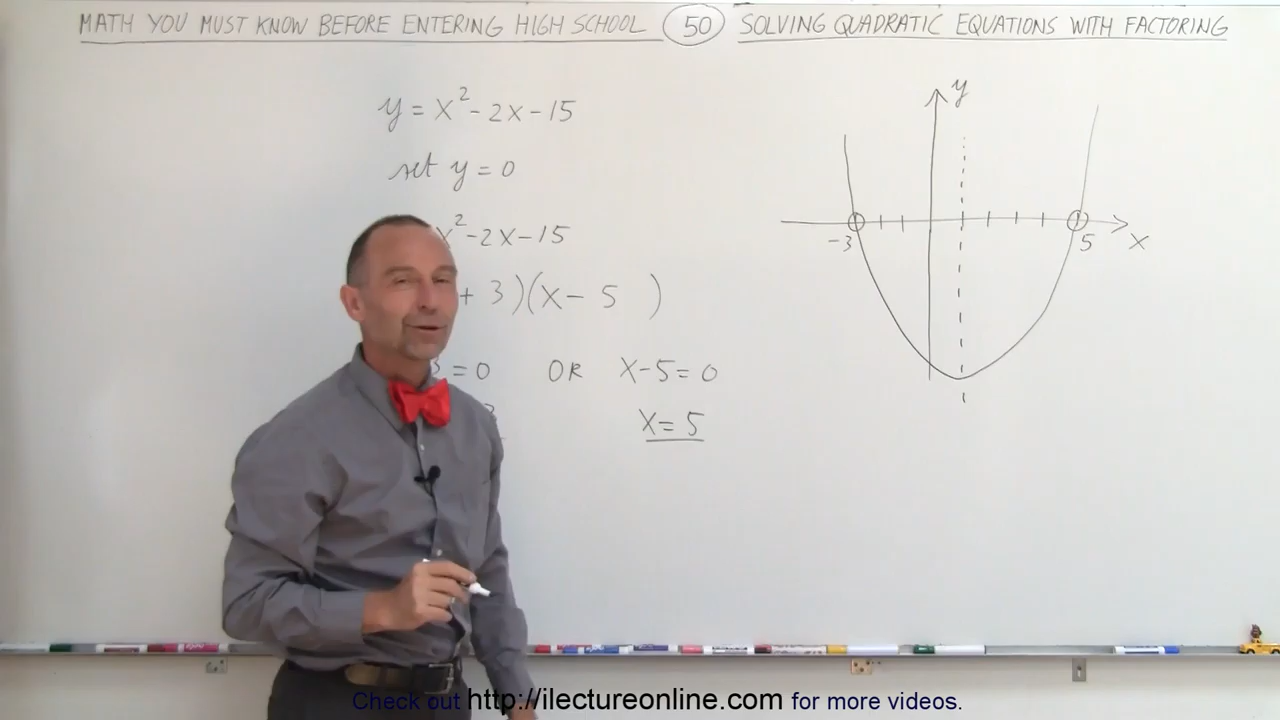 MATH YOU MUST KNOW BEFORE ENTERING HIGH SCHOOL 50 SOLVING QUADRATIC EQUATIONS WITH FACTORING
y = x²-2x-15
set y = 0
x²-2x-15
+ 3)(x- 5 )
= 0 OR x-5=0
x= 5
y
-3
5
x
Check out http://ilectureonline.com for more videos.